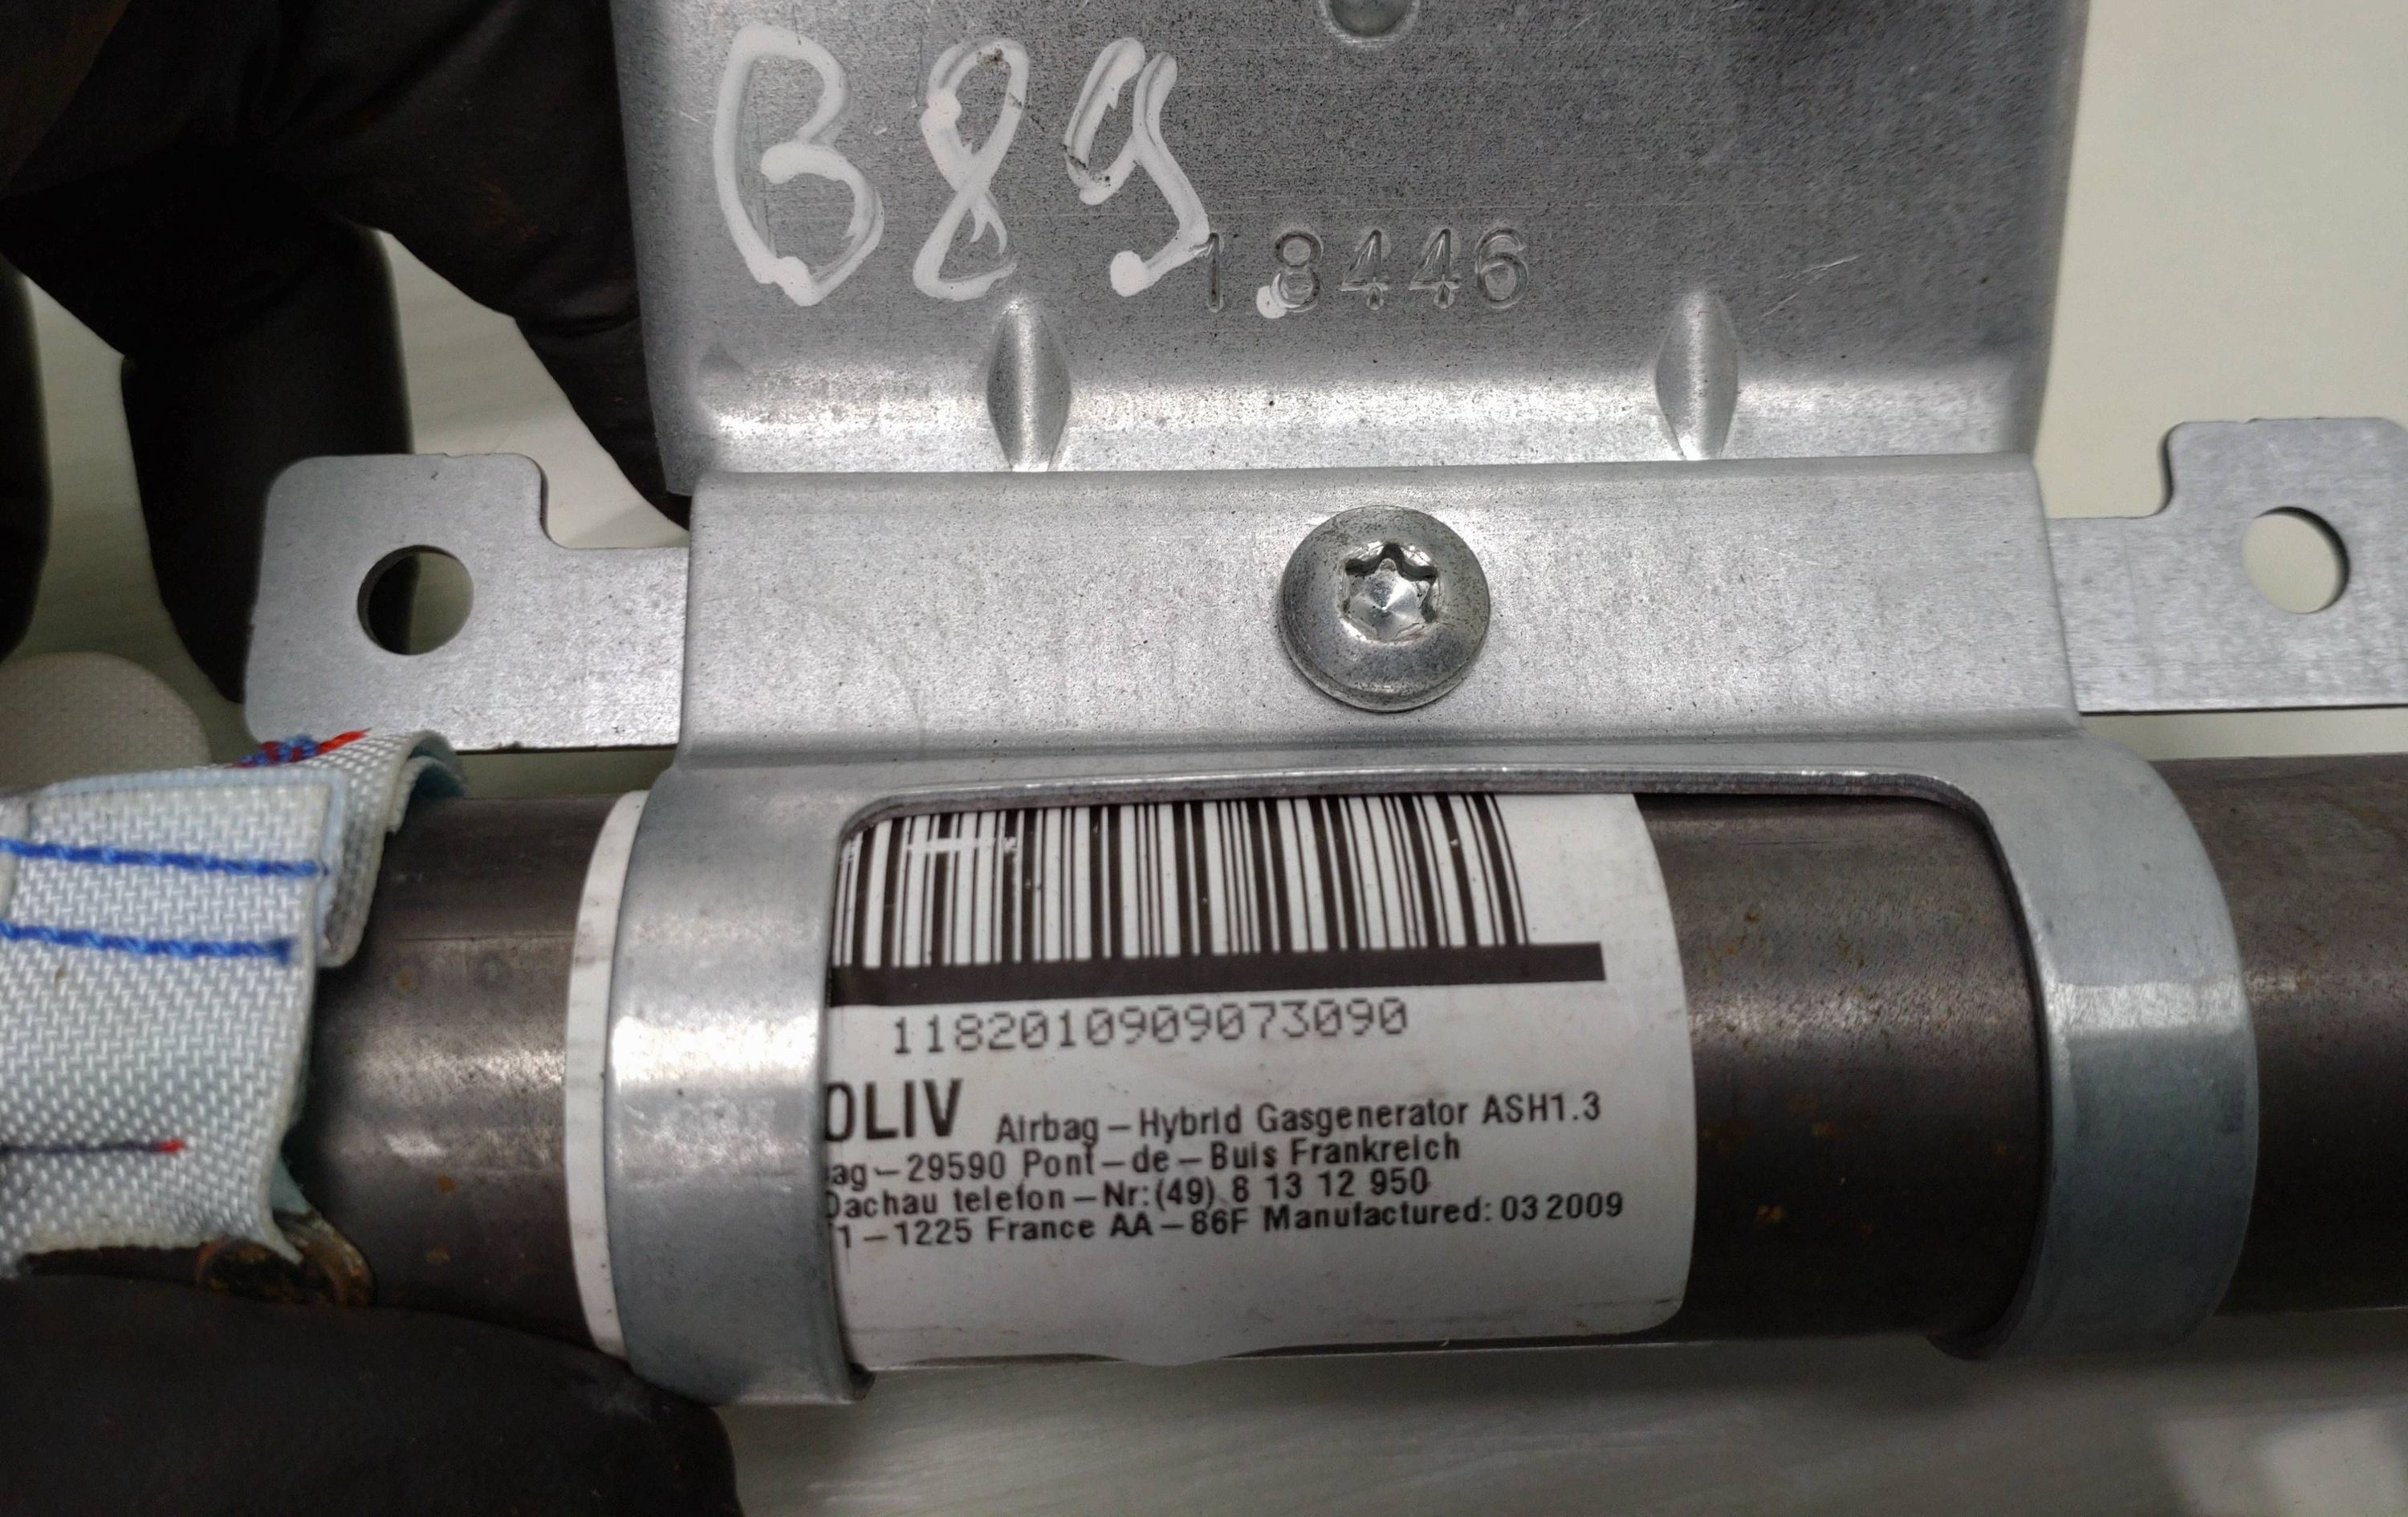 B89
18446
1182010909073090
OLIV Airbag – Hybrid Gasgenerator ASH1.3
ag – 29590 Pont – de – Buis Frankreich
Dachau telefon – Nr: (49) 8 13 12 950
1 – 1225 France AA – 86F Manufactured: 03 2009